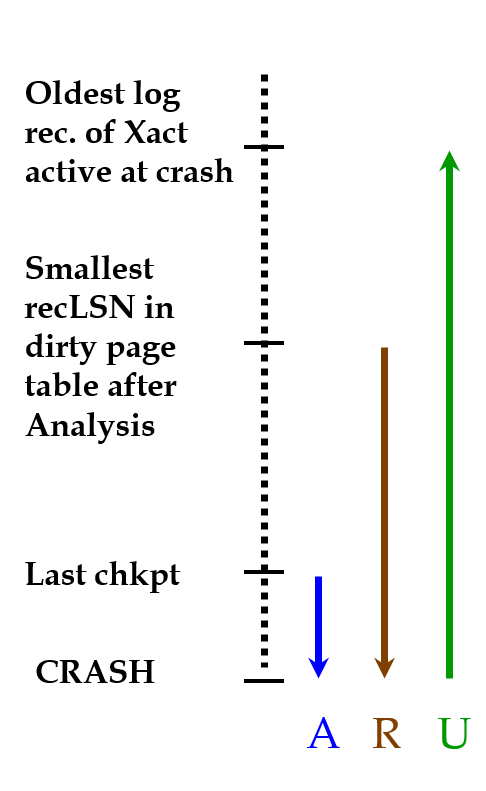 Oldest log
rec. of Xact
active at crash
Smallest
recLSN in
dirty page
table after
Analysis
Last chkpt
CRASH
A R U